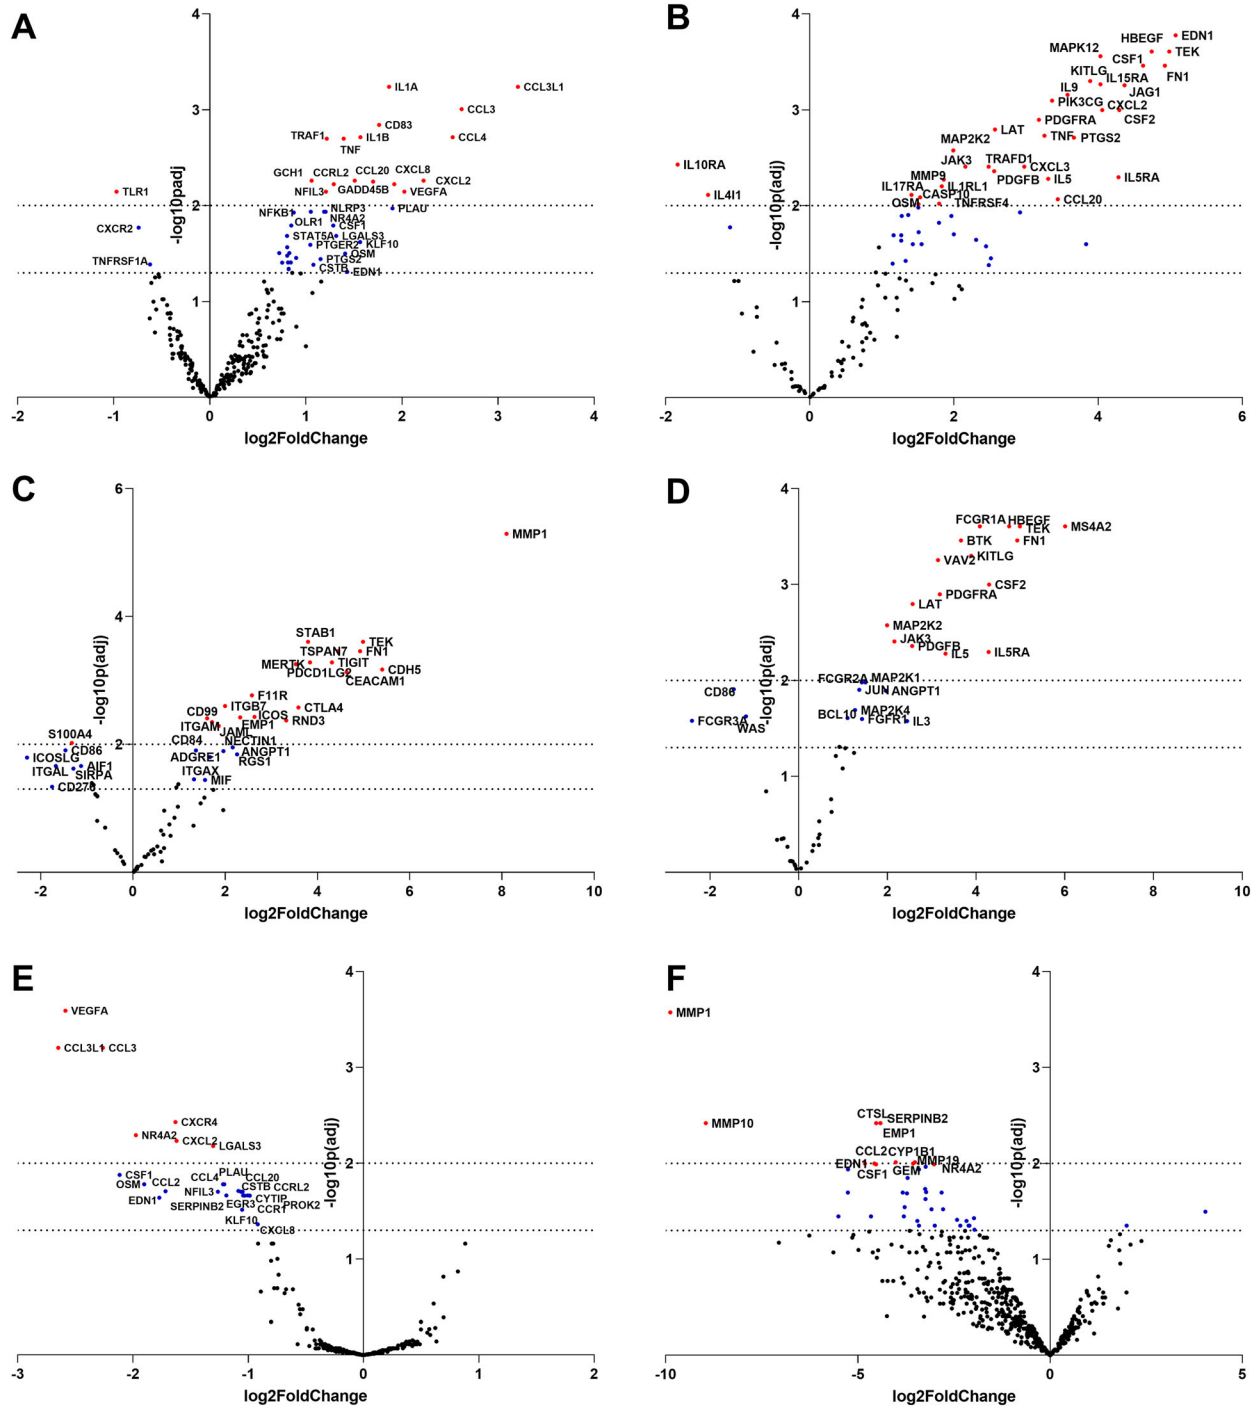 A
4
3
2
1
-log10padj
IL1A
CCL3L1
CCL3
CD83
TRAF1
IL1B
CCL4
TNF
GCH1
CCRL2
CCL20
CXCL8
CXCL2
TLR1
NFIL3
GADD45B
VEGFA
NFKB1
NLRP3
PLAU
NR4A2
CXCR2
OLR1
CSF1
STAT5A
LGALS3
PTGER2
KLF10
OSM
TNFRSF1A
PTGS2
CSTB
EDN1
-2
-1
0
1
2
3
4
log2FoldChange
B
4
3
2
1
-log10p(adj)
HBEGF
EDN1
MAPK12
TEK
CSF1
FN1
KITLG
IL15RA
IL9
JAG1
PIK3CG
CXCL2
CSF2
PDGFRA
LAT
TNF
PTGS2
MAP2K2
IL10RA
JAK3
TRAFD1
CXCL3
MMP9
PDGFB
IL5
IL5RA
IL17RA
IL1RL1
IL4I1
CASP10
OSM
TNFRSF4
CCL20
-2
0
2
4
6
log2FoldChange
C
6
4
2
-log10p(adj)
MMP1
STAB1
TEK
TSPAN7
FN1
MERTK
TIGIT
PDCD1LG2
CDH5
CEACAM1
F11R
ITGB7
CTLA4
CD99
ICOS
ITGAM
EMP1
RND3
JAML
S100A4
CD84
NECTIN1
CD86
ANGPT1
ICOSLG
AIF1
ADGRE1
RGS1
ITGAL
SIRPA
ITGAX
CD276
MIF
-2
0
2
4
6
8
10
log2FoldChange
D
4
3
2
1
-log10p(adj)
FCGR1A
HBEGF
TEK
MS4A2
BTK
FN1
VAV2
KITLG
CSF2
PDGFRA
LAT
MAP2K2
JAK3
PDGFB
IL5
IL5RA
FCGR2A
MAP2K1
CD86
JUN
ANGPT1
BCL10
MAP2K4
FCGR3A
FGFR1
IL3
WAS
-2
0
2
4
6
8
10
log2FoldChange
E
4
3
2
1
-log10p(adj)
VEGFA
CCL3L1
CCL3
CXCR4
NR4A2
CXCL2
LGALS3
CSF1
PLAU
OSM
CCL2
CCL4
CCL20
EDN1
NFIL3
CSTB
CCRL2
SERPINB2
EGR3
CYTIP
PROK2
CCR1
KLF10
CXCL8
-3
-2
-1
0
1
2
log2FoldChange
F
4
3
2
1
-log10p(adj)
MMP1
MMP10
CTSL
SERPINB2
EMP1
CCL2
CYP1B1
EDN1
MMP19
CSF1
GEM
NR4A2
-10
-5
0
5
log2FoldChange